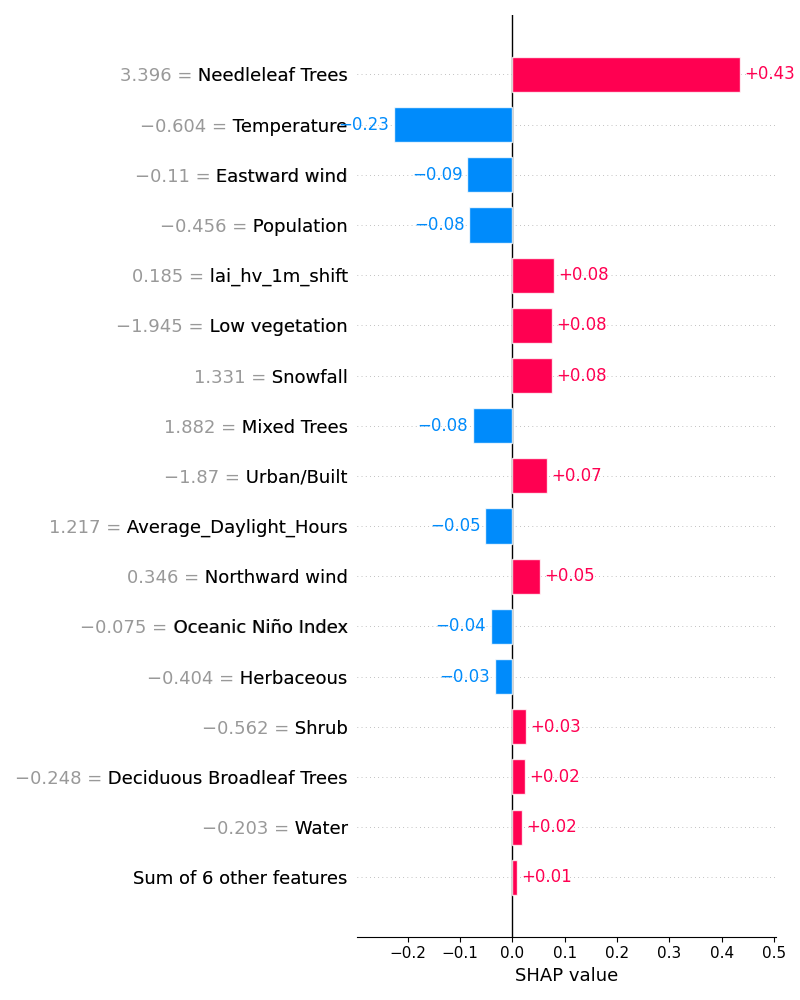 3.396 = Needleleaf Trees +0.43
−0.604 = Temperature −0.23
−0.11 = Eastward wind −0.09
−0.456 = Population −0.08
0.185 = lai_hv_1m_shift +0.08
−1.945 = Low vegetation +0.08
1.331 = Snowfall +0.08
1.882 = Mixed Trees −0.08
−1.87 = Urban/Built +0.07
1.217 = Average_Daylight_Hours −0.05
0.346 = Northward wind +0.05
−0.075 = Oceanic Niño Index −0.04
−0.404 = Herbaceous −0.03
−0.562 = Shrub +0.03
−0.248 = Deciduous Broadleaf Trees +0.02
−0.203 = Water +0.02
Sum of 6 other features +0.01
−0.2 −0.1 0.0 0.1 0.2 0.3 0.4 0.5
SHAP value